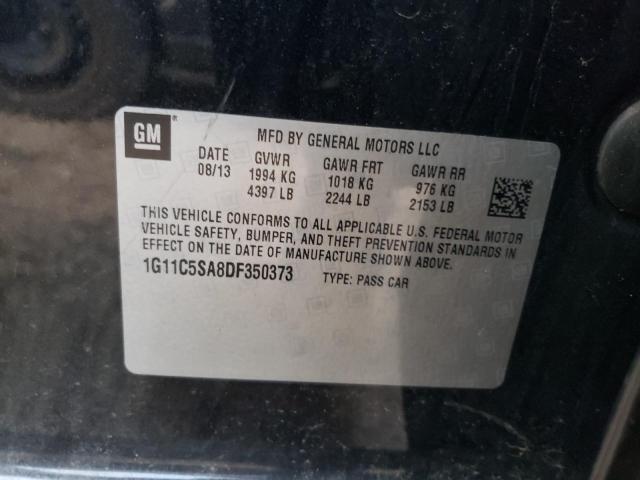 GM®
MFD BY GENERAL MOTORS LLC
DATE GVWR GAWR FRT GAWR RR
08/13 1994 KG 1018 KG 976 KG
4397 LB 2244 LB 2153 LB
THIS VEHICLE CONFORMS TO ALL APPLICABLE U.S. FEDERAL MOTOR
VEHICLE SAFETY, BUMPER, AND THEFT PREVENTION STANDARDS IN
EFFECT ON THE DATE OF MANUFACTURE SHOWN ABOVE.
1G11C5SA8DF350373 TYPE: PASS CAR